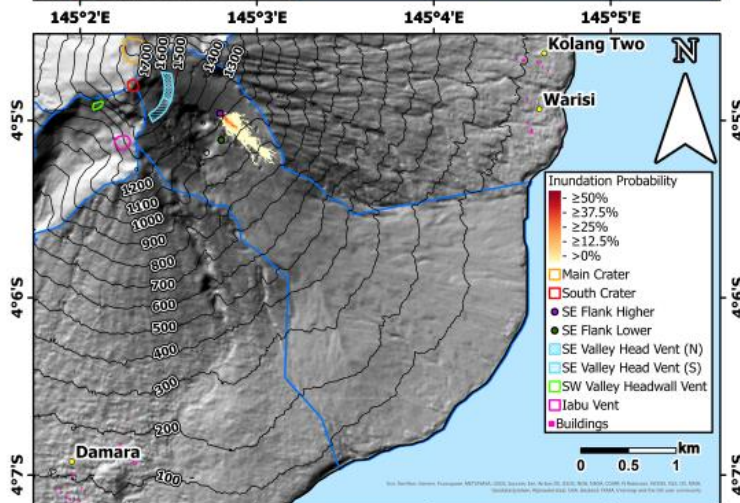 145°2'E 145°3'E 145°4'E 145°5'E
Kolang Two
N
1700 1600 1500 1400 1300
Warisi
4°5'S 4°5'S
Inundation Probability
- ≥50%
- ≥37.5%
- ≥25%
- ≥12.5%
- >0%
Main Crater
South Crater
SE Flank Higher
SE Flank Lower
SE Valley Head Vent (N)
SE Valley Head Vent (S)
SW Valley Headwall Vent
Iabu Vent
Buildings
1200
1100
1000
900
800
700
600
500
400
300
200
100
4°6'S 4°6'S
Damara
km
0 0.5 1
4°7'S 4°7'S